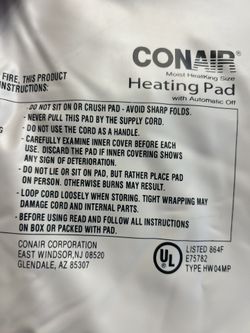 CONAIR®
Moist Heat King Size
Heating Pad
with Automatic Off
FIRE, THIS PRODUCT
INSTRUCTIONS:
- DO NOT SIT ON OR CRUSH PAD - AVOID SHARP FOLDS.
- NEVER PULL THIS PAD BY THE SUPPLY CORD.
- DO NOT USE THE CORD AS A HANDLE.
- CAREFULLY EXAMINE INNER COVER BEFORE EACH
USE. DISCARD THE PAD IF INNER COVERING SHOWS
ANY SIGN OF DETERIORATION.
- DO NOT LIE OR SIT ON PAD, BUT RATHER PLACE PAD
ON PERSON. OTHERWISE BURNS MAY RESULT.
- LOOP CORD LOOSELY WHEN STORING. TIGHT WRAPPING MAY
DAMAGE CORD AND INTERNAL PARTS.
- BEFORE USING READ AND FOLLOW ALL INSTRUCTIONS
ON BOX OR PACKED WITH PAD.
CONAIR CORPORATION
EAST WINDSOR,NJ 08520
GLENDALE, AZ 85307
UL
®
LISTED 864F
E75782
TYPE HW04MP